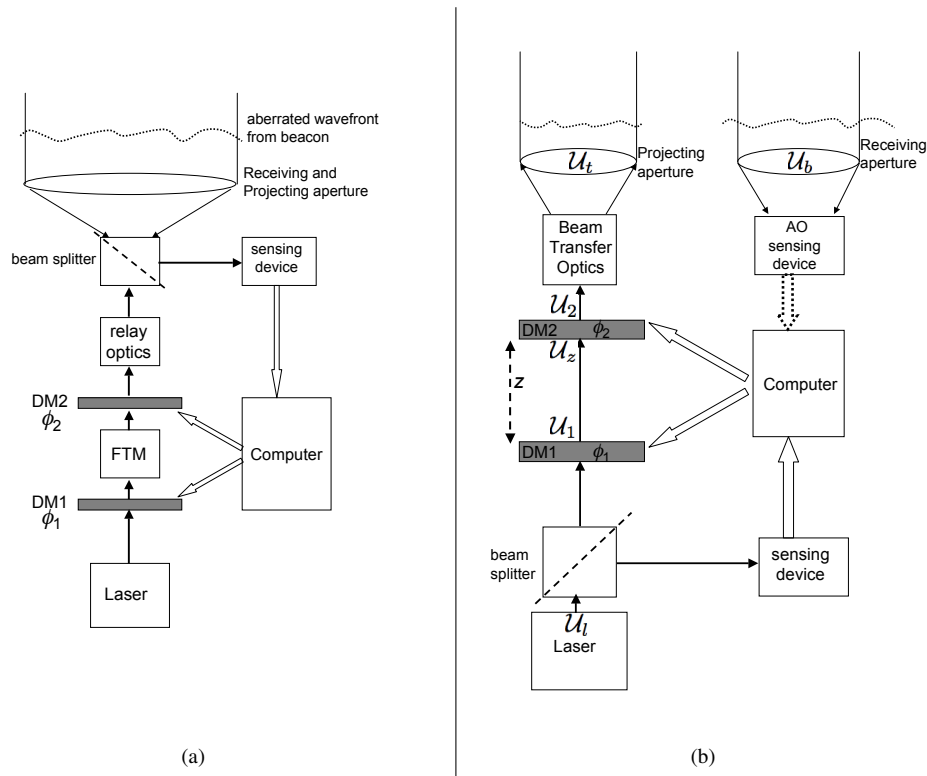 aberrated wavefront
from beacon
Receiving and
Projecting aperture
beam splitter
sensing
device
relay
optics
DM2
ϕ₂
FTM
Computer
DM1
ϕ₁
Laser
(a)
𝒰ₜ
Projecting
aperture
𝒰_b
Receiving
aperture
Beam
Transfer
Optics
AO
sensing
device
𝒰₂
DM2 ϕ₂
𝒰_z
z
Computer
𝒰₁
DM1 ϕ₁
beam
splitter
sensing
device
𝒰ₗ
Laser
(b)